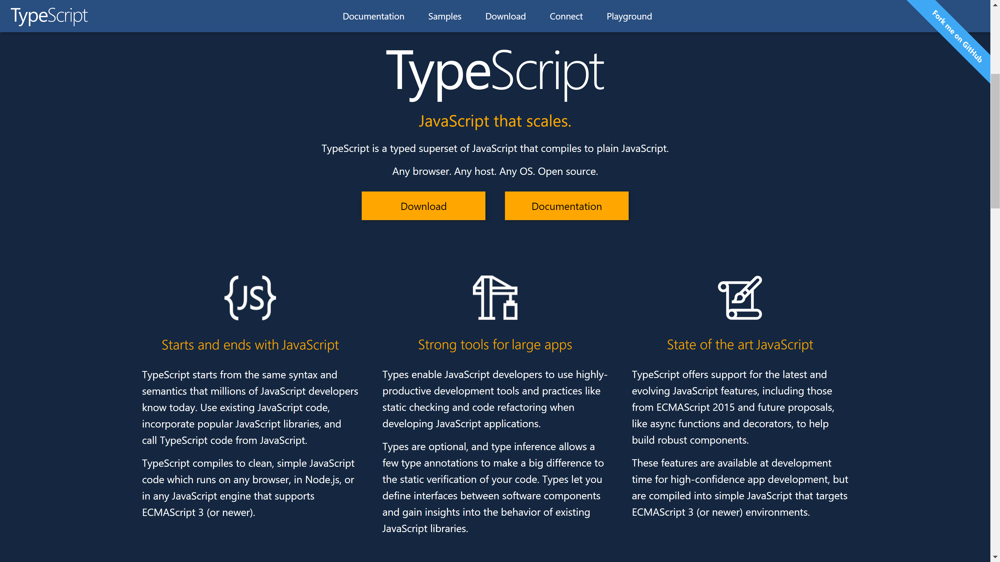 TypeScript
Documentation
Samples
Download
Connect
Playground
Fork me on GitHub
TypeScript
JavaScript that scales.
TypeScript is a typed superset of JavaScript that compiles to plain JavaScript.
Any browser. Any host. Any OS. Open source.
Download
Documentation
{JS}
Starts and ends with JavaScript
TypeScript starts from the same syntax and
semantics that millions of JavaScript developers
know today. Use existing JavaScript code,
incorporate popular JavaScript libraries, and
call TypeScript code from JavaScript.
TypeScript compiles to clean, simple JavaScript
code which runs on any browser, in Node.js, or
in any JavaScript engine that supports
ECMAScript 3 (or newer).
Strong tools for large apps
Types enable JavaScript developers to use highly-
productive development tools and practices like
static checking and code refactoring when
developing JavaScript applications.
Types are optional, and type inference allows a
few type annotations to make a big difference to
the static verification of your code. Types let you
define interfaces between software components
and gain insights into the behavior of existing
JavaScript libraries.
State of the art JavaScript
TypeScript offers support for the latest and
evolving JavaScript features, including those
from ECMAScript 2015 and future proposals,
like async functions and decorators, to help
build robust components.
These features are available at development
time for high-confidence app development, but
are compiled into simple JavaScript that targets
ECMAScript 3 (or newer) environments.